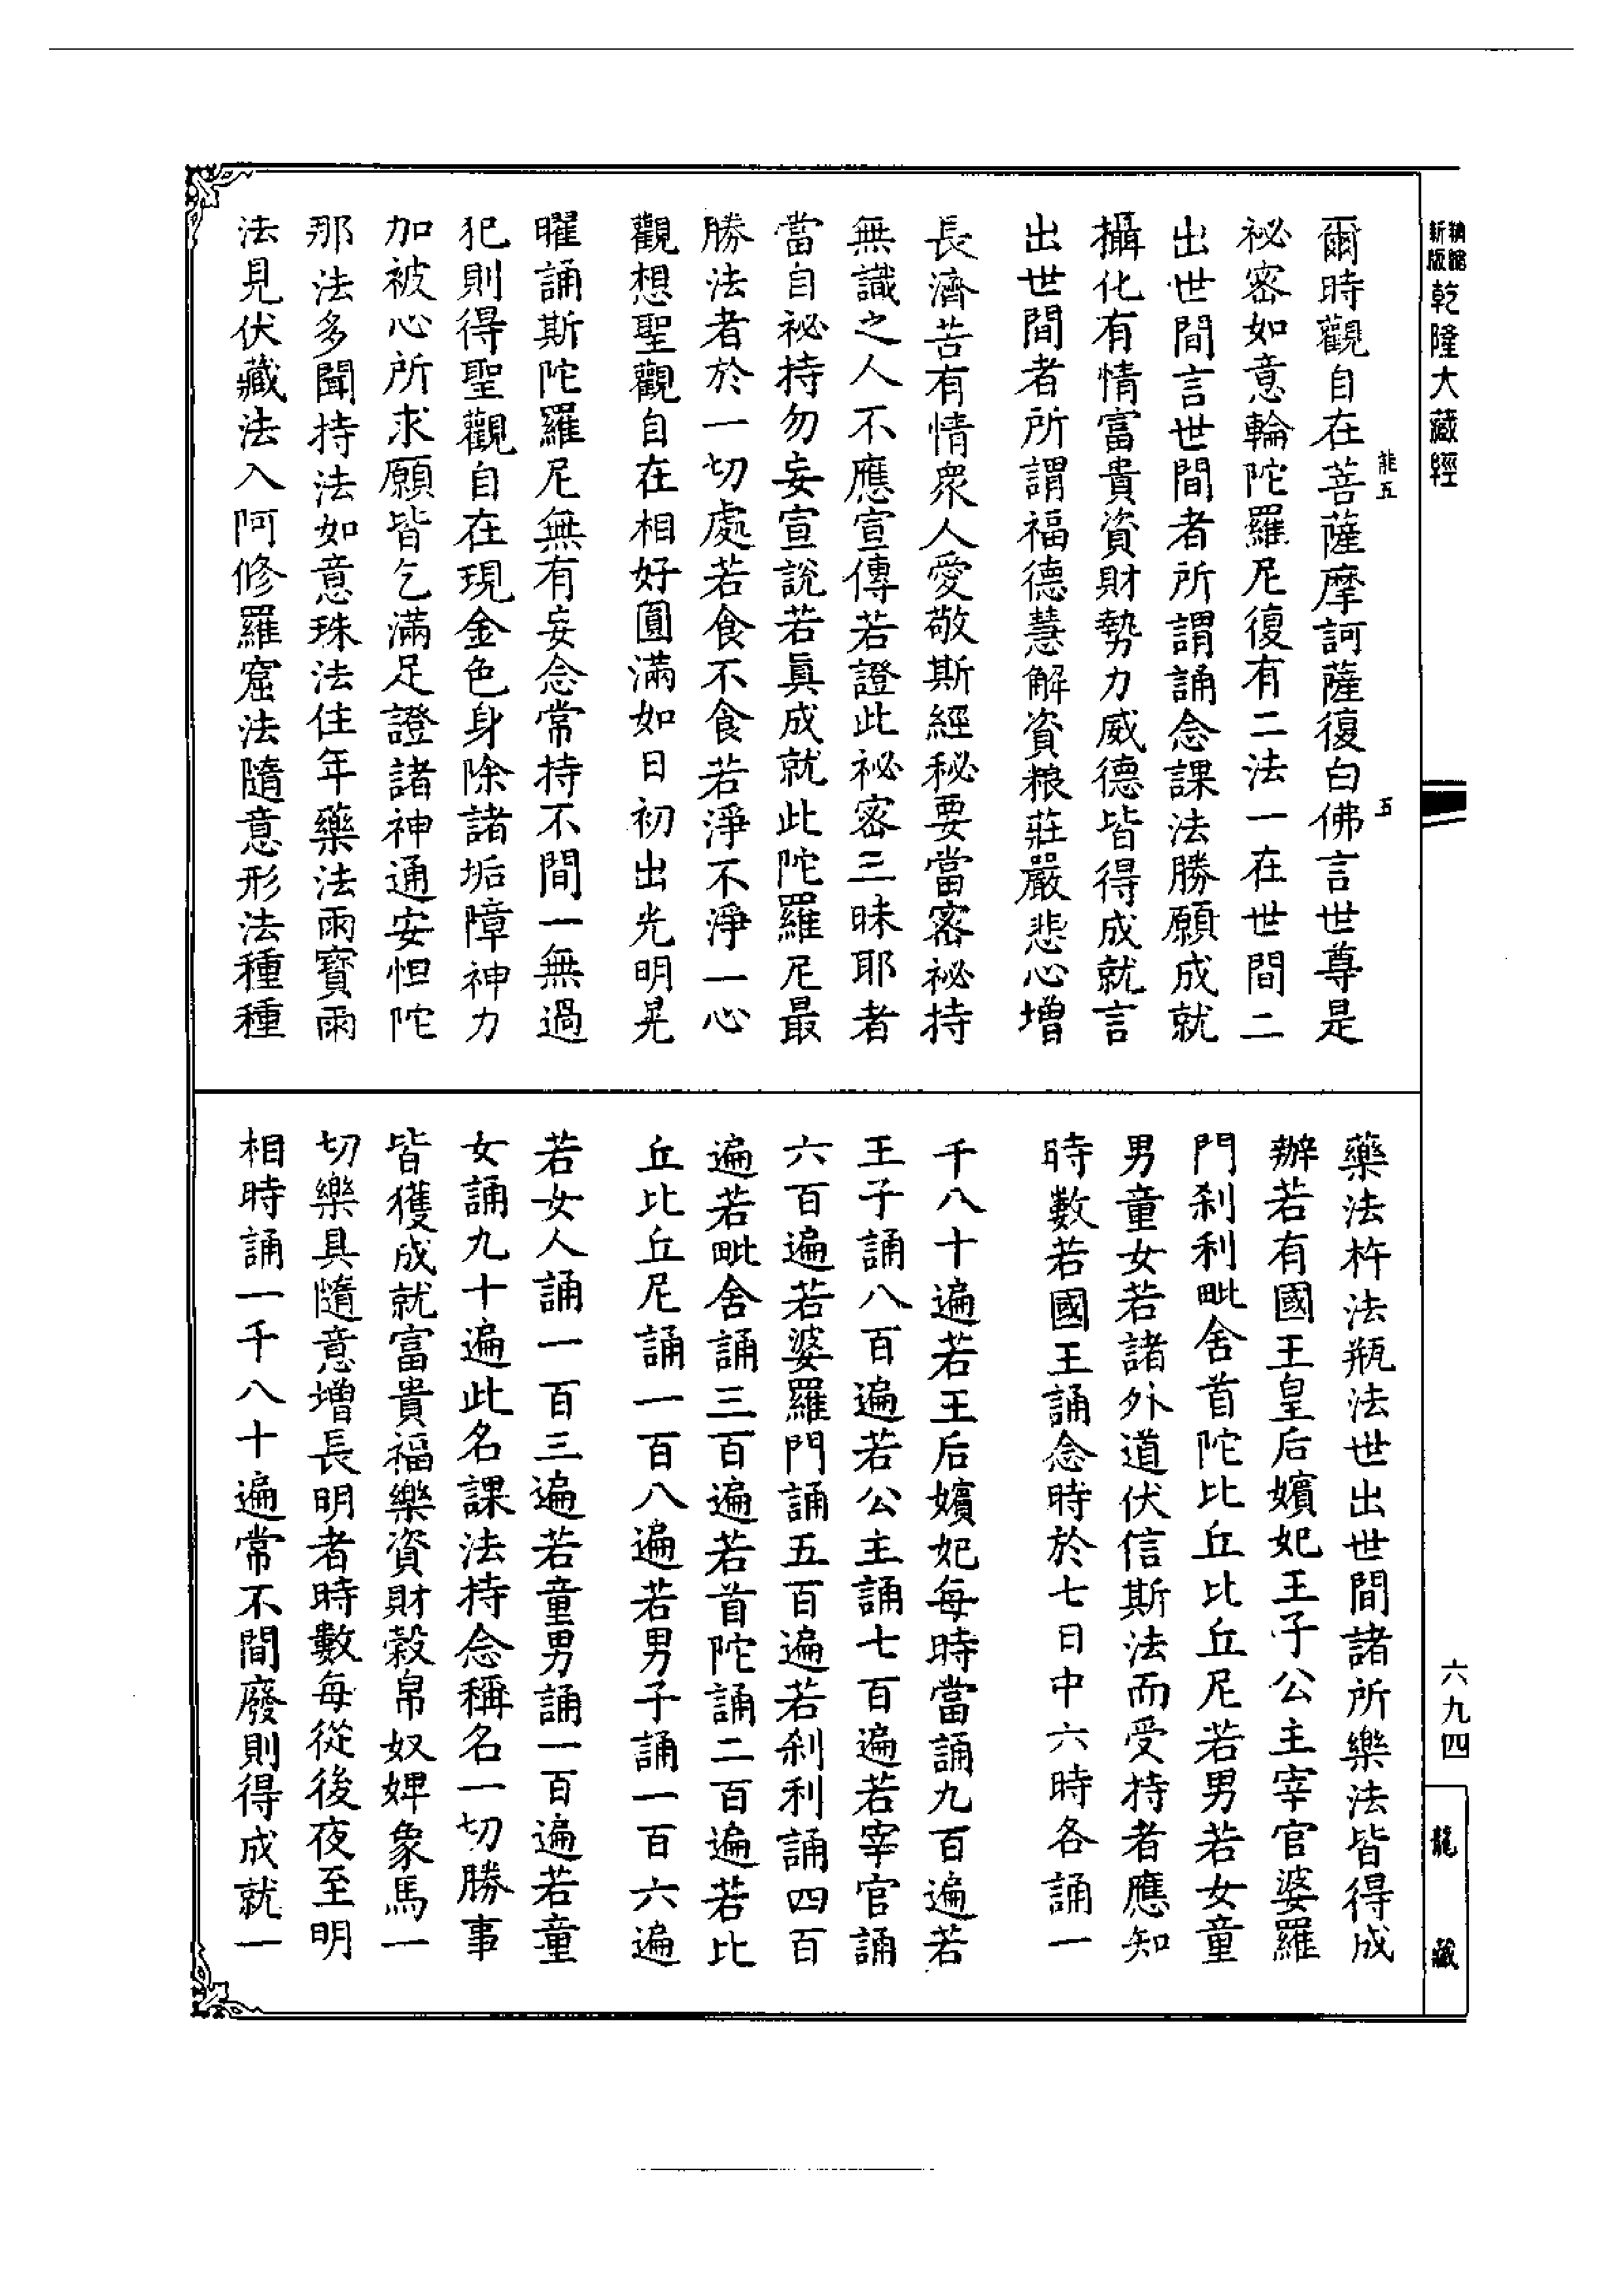 新版
精縮
乾隆大藏經
龍五
五
爾時觀自在菩薩摩訶薩復白佛言世尊是
祕密如意輪陀羅尼復有二法一在世間二
出世間言世間者所謂誦念課法勝願成就
攝化有情富貴資財勢力威德皆得成就言
出世間者所謂福德慧解資粮莊嚴悲心增
長濟苦有情衆人愛敬斯經秘要當密祕持
無識之人不應宣傳若證此祕密三昧耶者
當自祕持勿妄宣說若眞成就此陀羅尼最
勝法者於一切處若食不食若淨不淨一心
觀想聖觀自在相好圓滿如日初出光明晃
曜誦斯陀羅尼無有妄念常持不間一無過
犯則得聖觀自在現金色身除諸垢障神力
加被心所求願皆乞滿足證諸神通安怛陀
那法多聞持法如意珠法住年藥法雨寶雨
法見伏藏法入阿修羅窟法隨意形法種種
藥法杵法瓶法世出世間諸所樂法皆得成
辦若有國王皇后嬪妃王子公主宰官婆羅
門刹利毗舍首陀比丘比丘尼若男若女童
男童女若諸外道伏信斯法而受持者應知
時數若國王誦念時於七日中六時各誦一
千八十遍若王后嬪妃每時當誦九百遍若
王子誦八百遍若公主誦七百遍若宰官誦
六百遍若婆羅門誦五百遍若刹利誦四百
遍若毗舍誦三百遍若首陀誦二百遍若比
丘比丘尼誦一百八遍若男子誦一百六遍
若女人誦一百三遍若童男誦一百遍若童
女誦九十遍此名課法持念稱名一切勝事
皆獲成就富貴福樂資財穀帛奴婢象馬一
切樂具隨意增長明者時數每從後夜至明
相時誦一千八十遍常不間廢則得成就一
六九四
龍藏